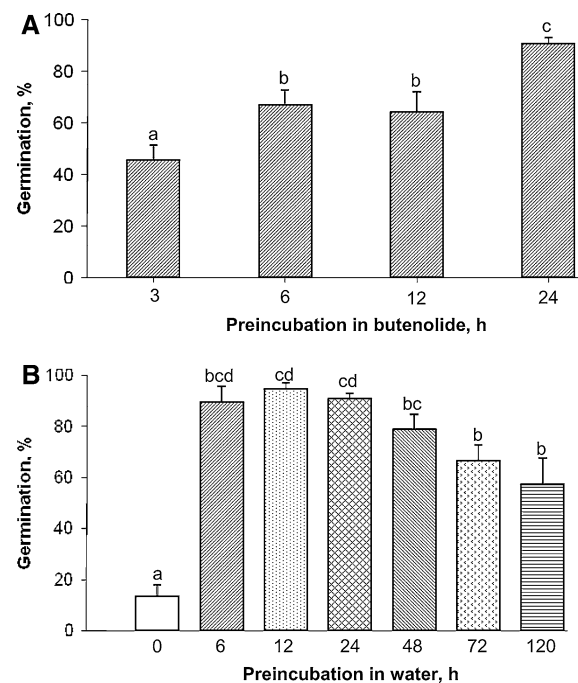 A
Germination, %
100
80
60
40
20
0
a
b
b
c
3 6 12 24
Preincubation in butenolide, h
B
Germination, %
100
80
60
40
20
0
a
bcd
cd
cd
bc
b
b
0 6 12 24 48 72 120
Preincubation in water, h